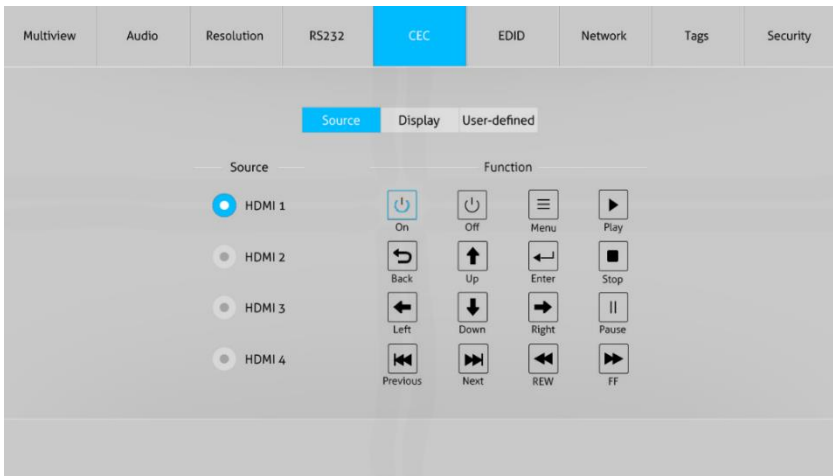 Multiview Audio Resolution RS232 CEC EDID Network Tags Security
Source Display User-defined
Source Function
HDMI 1
On Off Menu Play
HDMI 2
Back Up Enter Stop
HDMI 3
Left Down Right Pause
HDMI 4
Previous Next REW FF